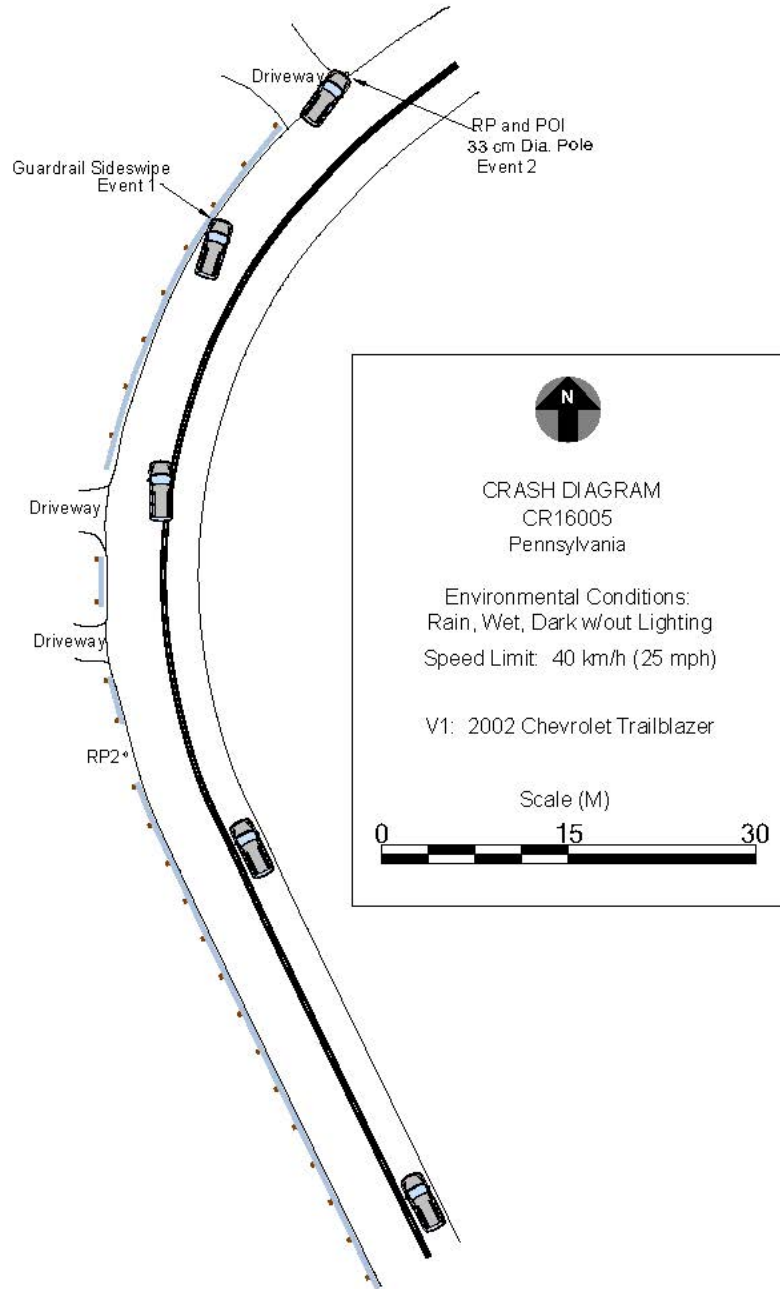 Driveway
RP and POI
33 cm Dia. Pole
Event 2
Guardrail Sideswipe
Event 1
N
CRASH DIAGRAM
CR16005
Pennsylvania
Environmental Conditions:
Rain, Wet, Dark w/out Lighting
Speed Limit: 40 km/h (25 mph)
V1: 2002 Chevrolet Trailblazer
Scale (M)
0 15 30
Driveway
Driveway
RP2